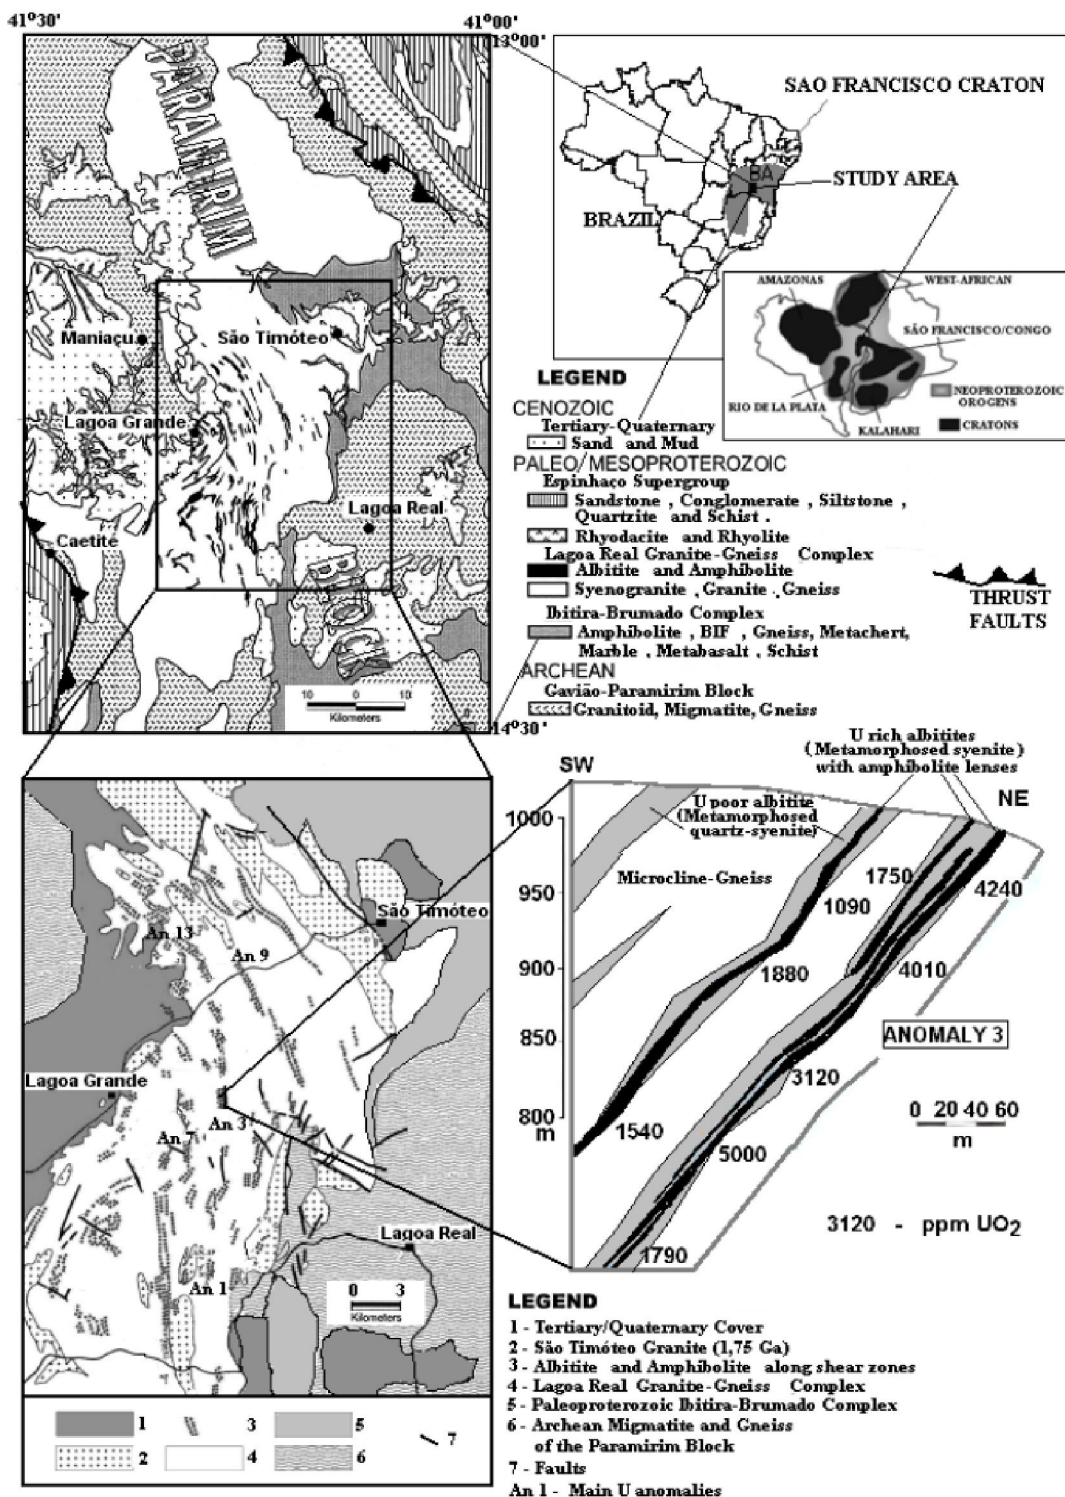 41°30'
41°00'
13°00'
PARAMIRIM
Maniaçu
São Timóteo
Lagoa Grande
Lagoa Real
Caetité
BLOCK
10 0 10
Kilometers
14°30'
SAO FRANCISCO CRATON
BA
STUDY AREA
BRAZIL
AMAZONAS
WEST-AFRICAN
SÃO FRANCISCO/CONGO
RIO DE LA PLATA
KALAHARI
NEOPROTEROZOIC
OROGENS
CRATONS
LEGEND
CENOZOIC
Tertiary-Quaternary
Sand and Mud
PALEO/MESOPROTEROZOIC
Espinhaço Supergroup
Sandstone, Conglomerate, Siltstone,
Quartzite and Schist.
Rhyodacite and Rhyolite
Lagoa Real Granite-Gneiss Complex
Albitite and Amphibolite
Syenogranite, Granite, Gneiss
Ibitira-Brumado Complex
Amphibolite, BIF, Gneiss, Metachert,
Marble, Metabasalt, Schist
ARCHEAN
Gavião-Paramirim Block
Granitoid, Migmatite, Gneiss
THRUST
FAULTS
São Timóteo
An 13
An 9
Lagoa Grande
An 3
An 7
Lagoa Real
An 1
0 3
Kilometers
1
2
3
4
5
6
7
U rich albitites
(Metamorphosed syenite)
with amphibolite lenses
SW
NE
U poor albitite
(Metamorphosed
quartz-syenite)
Microcline-Gneiss
1000
950
900
850
800
m
1750
4240
1090
1880
4010
ANOMALY 3
3120
1540
5000
1790
0 20 40 60
m
3120 - ppm UO₂
LEGEND
1 - Tertiary/Quaternary Cover
2 - São Timóteo Granite (1,75 Ga)
3 - Albitite and Amphibolite along shear zones
4 - Lagoa Real Granite-Gneiss Complex
5 - Paleoproterozoic Ibitira-Brumado Complex
6 - Archean Migmatite and Gneiss
of the Paramirim Block
7 - Faults
An 1 - Main U anomalies